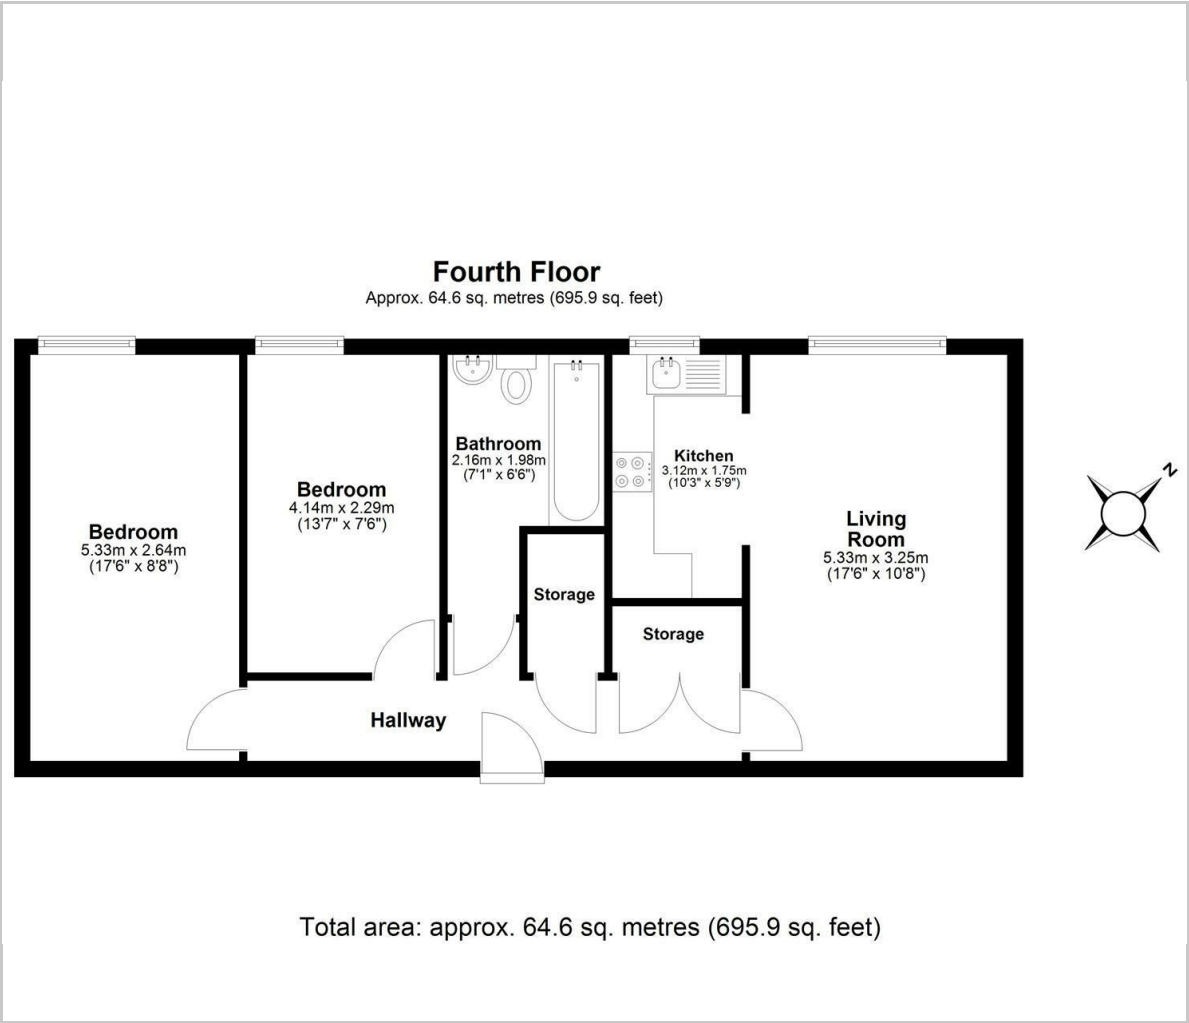 Fourth Floor
Approx. 64.6 sq. metres (695.9 sq. feet)
Bedroom
5.33m x 2.64m
(17'6" x 8'8")
Bedroom
4.14m x 2.29m
(13'7" x 7'6")
Bathroom
2.16m x 1.98m
(7'1" x 6'6")
Kitchen
3.12m x 1.75m
(10'3" x 5'9")
Living
Room
5.33m x 3.25m
(17'6" x 10'8")
Storage
Storage
Hallway
N
Total area: approx. 64.6 sq. metres (695.9 sq. feet)